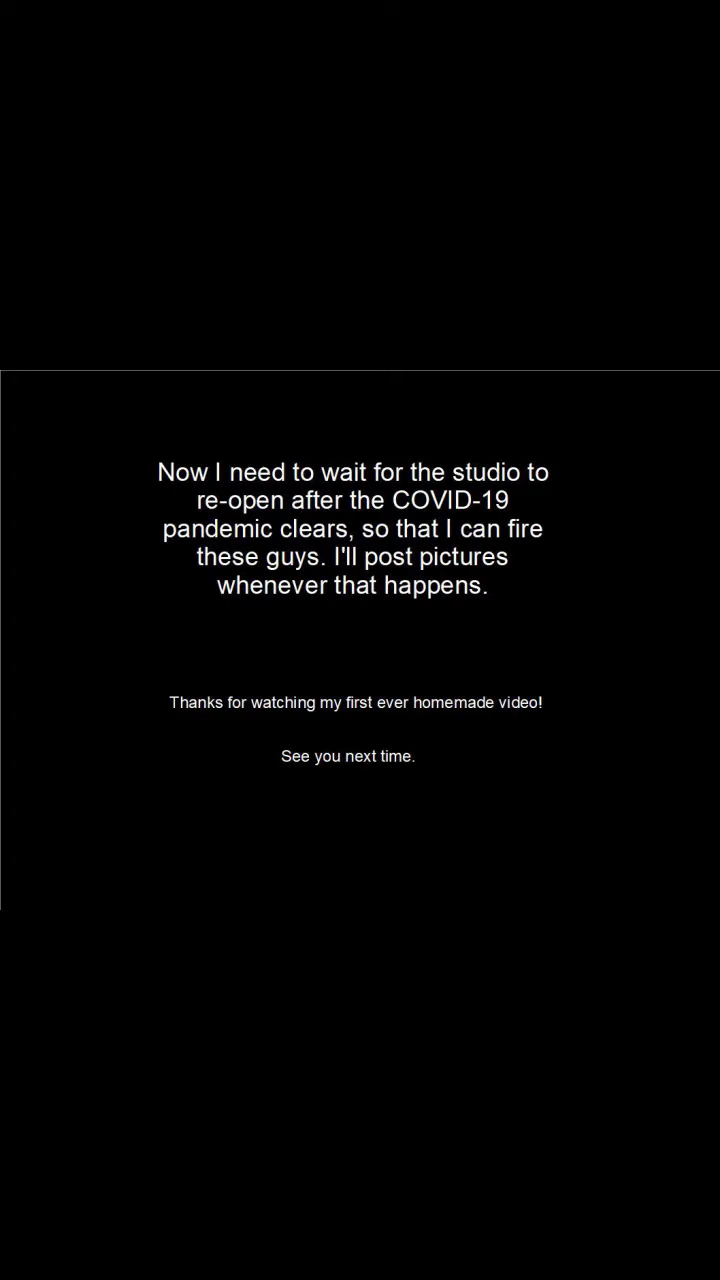 Now I need to wait for the studio to
re-open after the COVID-19
pandemic clears, so that I can fire
these guys. I'll post pictures
whenever that happens.
Thanks for watching my first ever homemade video!
See you next time.